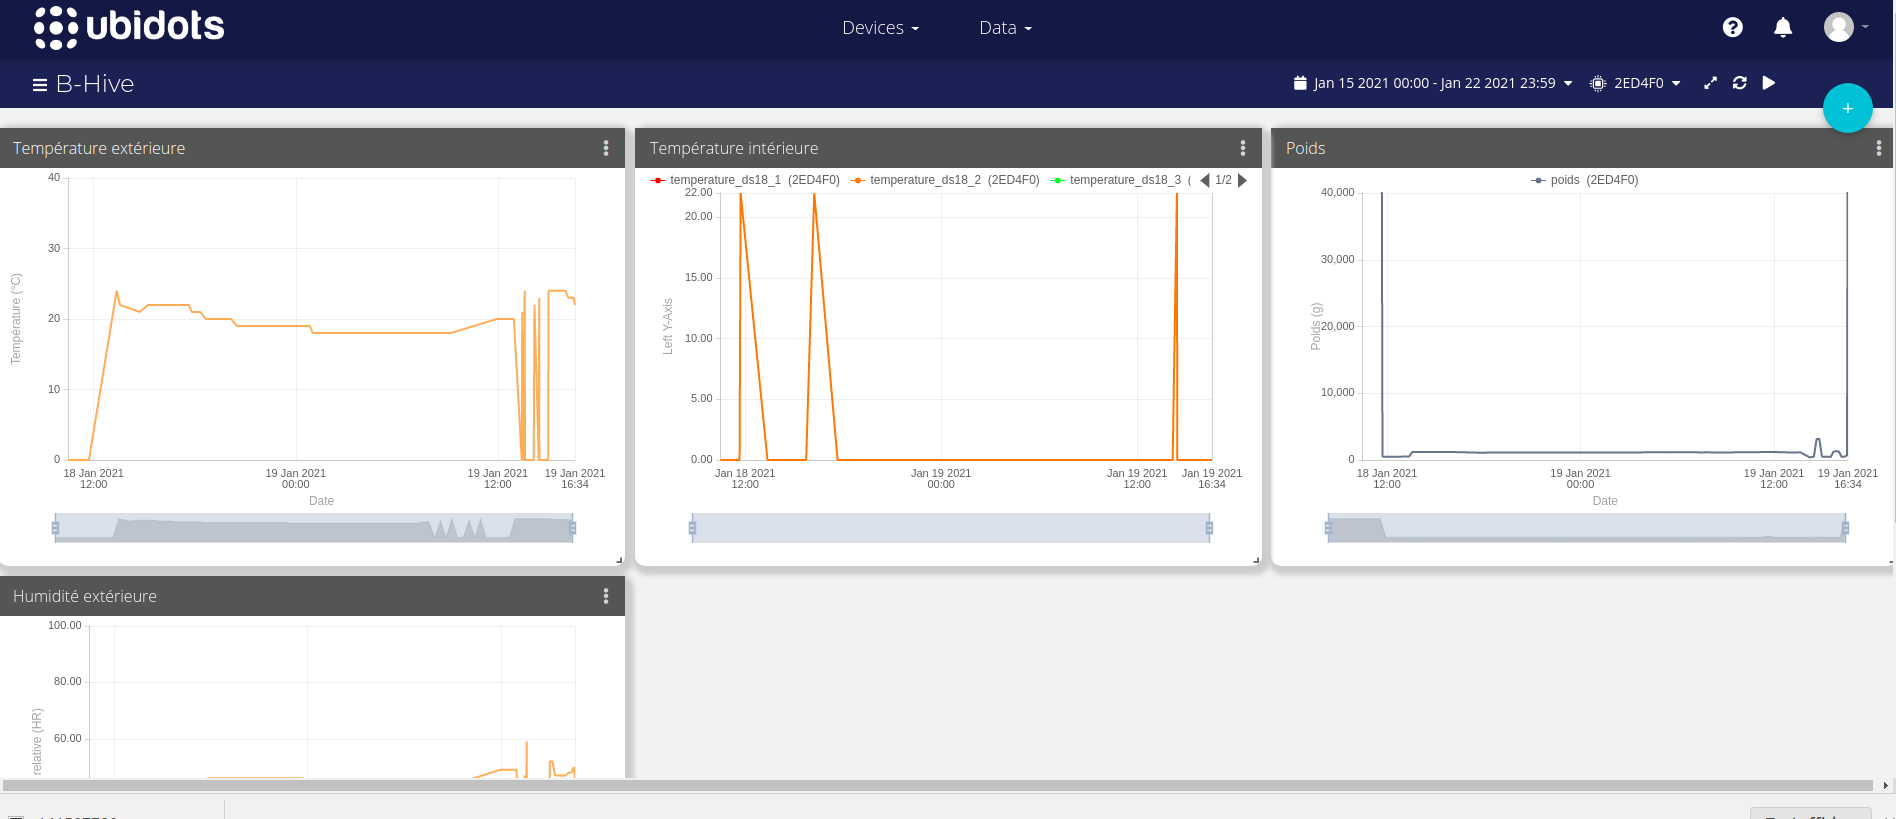 ubidots
Devices
Data
B-Hive
Jan 15 2021 00:00 - Jan 22 2021 23:59
2ED4F0
+
Température extérieure
40
30
20
10
0
Température (°C)
18 Jan 2021 12:00
19 Jan 2021 00:00
19 Jan 2021 12:00
19 Jan 2021 16:34
Date
Température intérieure
temperature_ds18_1 (2ED4F0)
temperature_ds18_2 (2ED4F0)
temperature_ds18_3 (
1/2
22.00
20.00
15.00
10.00
5.00
0.00
Left Y-Axis
Jan 18 2021 12:00
Jan 19 2021 00:00
Jan 19 2021 12:00
Jan 19 2021 16:34
Poids
poids (2ED4F0)
40,000
30,000
20,000
10,000
0
Poids (g)
18 Jan 2021 12:00
19 Jan 2021 00:00
19 Jan 2021 12:00
19 Jan 2021 16:34
Date
Humidité extérieure
100.00
80.00
60.00
relative (HR)